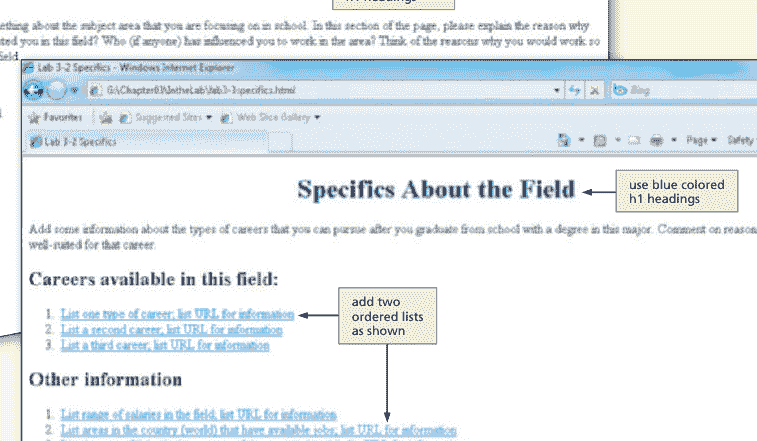 h1 headings
ething about the subject area that you are focusing on in school. In this section of the page, please explain the reason why
ted you in this field? Who (if anyone) has influenced you to work in the area? Think of the reasons why you would work so
field
Lab 3-2 Specifics - Windows Internet Explorer
G:\Chapter03\IntheLab\lab3-3specifics.html
Bing
Favorites
Suggested Sites
Web Slice Gallery
Lab 3-2 Specifics
Page
Safety
Specifics About the Field
use blue colored
h1 headings
Add some information about the types of careers that you can pursue after you graduate from school with a degree in this major. Comment on reason
well-suited for that career.
Careers available in this field:
1. List one type of career; list URL for information
2. List a second career; list URL for information
3. List a third career; list URL for information
add two
ordered lists
as shown
Other information
1. List range of salaries in the field; list URL for information
2. List areas in the country (world) that have available jobs; list URL for information